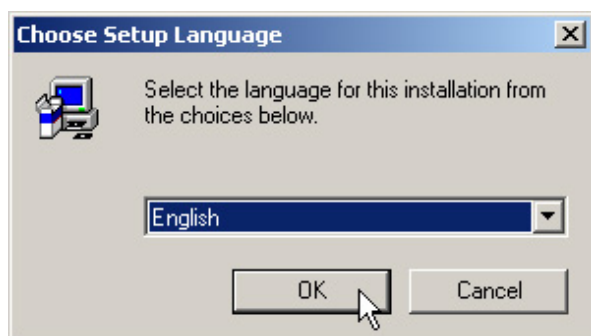 Choose Setup Language
Select the language for this installation from
the choices below.
English
OK
Cancel